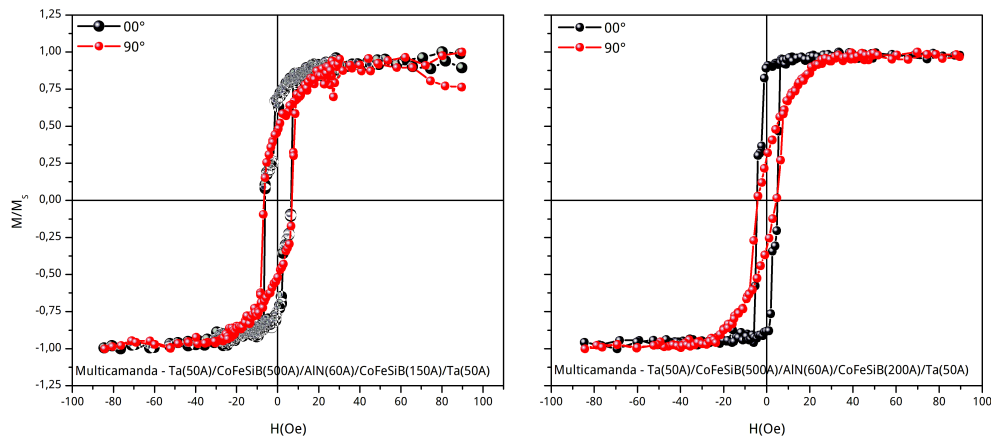 00°
90°
1,25
1,00
0,75
0,50
0,25
0,00
-0,25
-0,50
-0,75
-1,00
-1,25
M/Ms
Multicamanda - Ta(50A)/CoFeSiB(500A)/AlN(60A)/CoFeSiB(150A)/Ta(50A)
-100 -80 -60 -40 -20 0 20 40 60 80 100
H(Oe)
00°
90°
Multicamanda - Ta(50A)/CoFeSiB(500A)/AlN(60A)/CoFeSiB(200A)/Ta(50A)
-100 -80 -60 -40 -20 0 20 40 60 80 100
H(Oe)